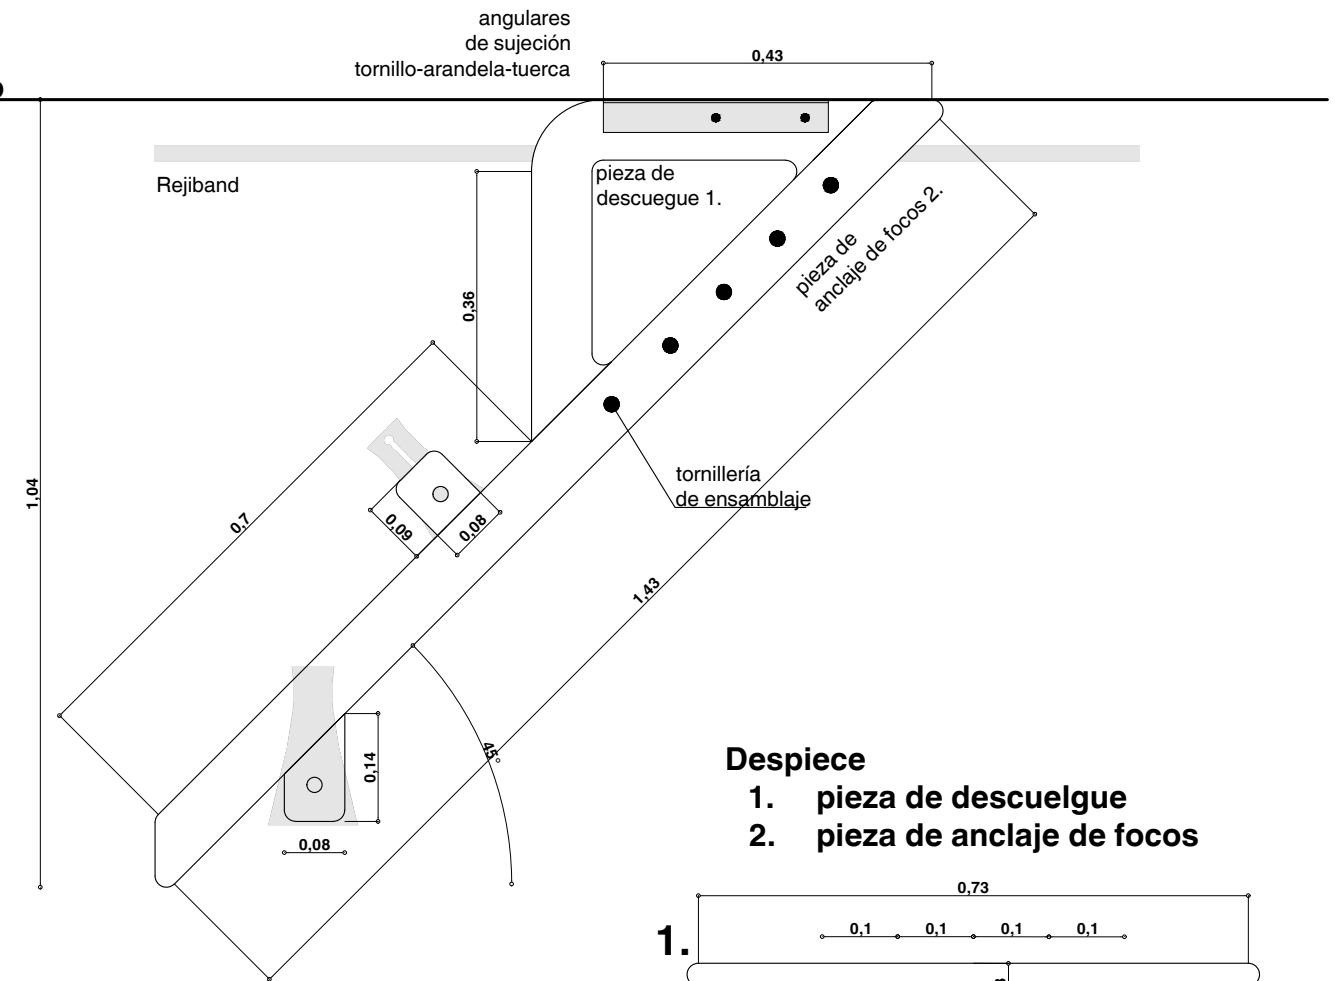 angulares
de sujeción
tornillo-arandela-tuerca
0,43
Rejiband
pieza de
descuegue 1.
pieza de
anclaje de focos 2.
0,36
1,04
0,7
0,09
0,08
tornillería
de ensamblaje
1,43
45°
0,14
0,08
Despiece
1. pieza de descuelgue
2. pieza de anclaje de focos
0,73
1.
0,1 0,1 0,1 0,1